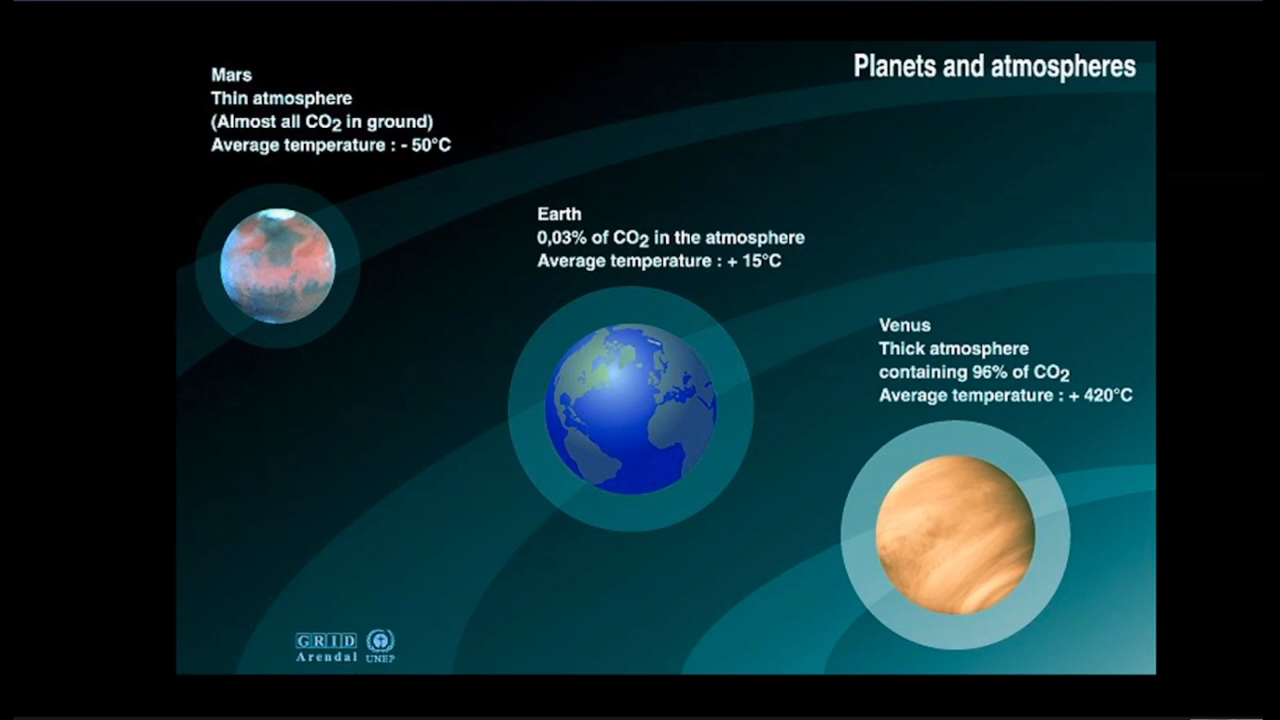 Planets and atmospheres
Mars
Thin atmosphere
(Almost all CO2 in ground)
Average temperature : - 50°C
Earth
0,03% of CO2 in the atmosphere
Average temperature : + 15°C
Venus
Thick atmosphere
containing 96% of CO2
Average temperature : + 420°C
GRID
Arendal
UNEP